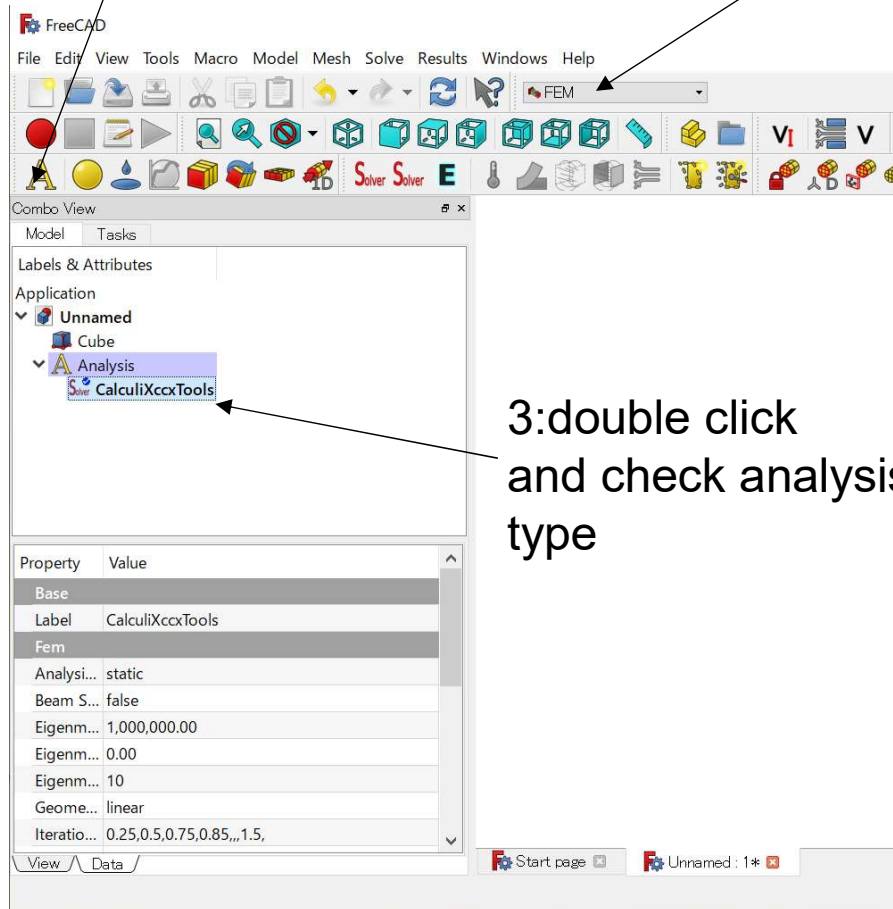 FreeCAD
File Edit View Tools Macro Model Mesh Solve Results Windows Help
FEM
VI V
A 1D Solver Solver E
Combo View
Model Tasks
Labels & Attributes
Application
Unnamed
Cube
A Analysis
Solver CalculiXccxTools
3:double click
and check analysis
type
Property Value
Base
Label CalculiXccxTools
Fem
Analysi... static
Beam S... false
Eigenm... 1,000,000.00
Eigenm... 0.00
Eigenm... 10
Geome... linear
Iteratio... 0.25,0.5,0.75,0.85,,,1.5,
View Data
Start page Unnamed : 1*